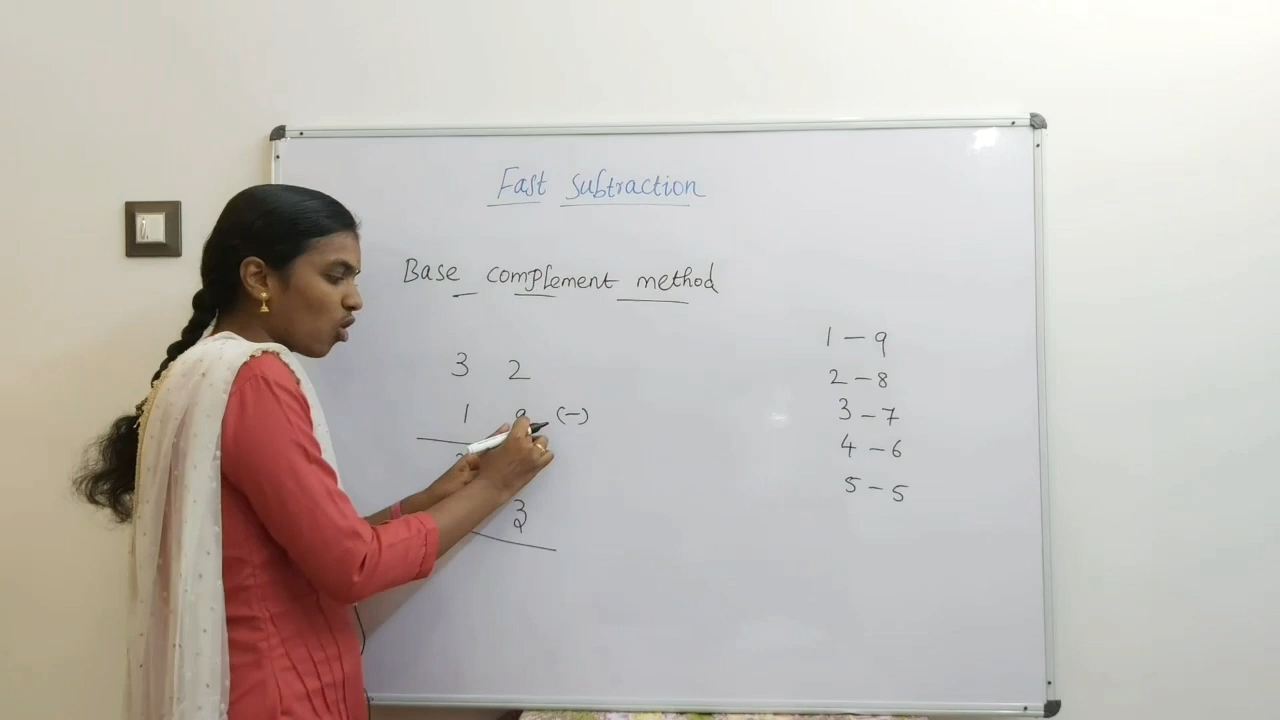 Fast subtraction
Base complement method
3 2
1 9 (-)
3
1 - 9
2 - 8
3 - 7
4 - 6
5 - 5